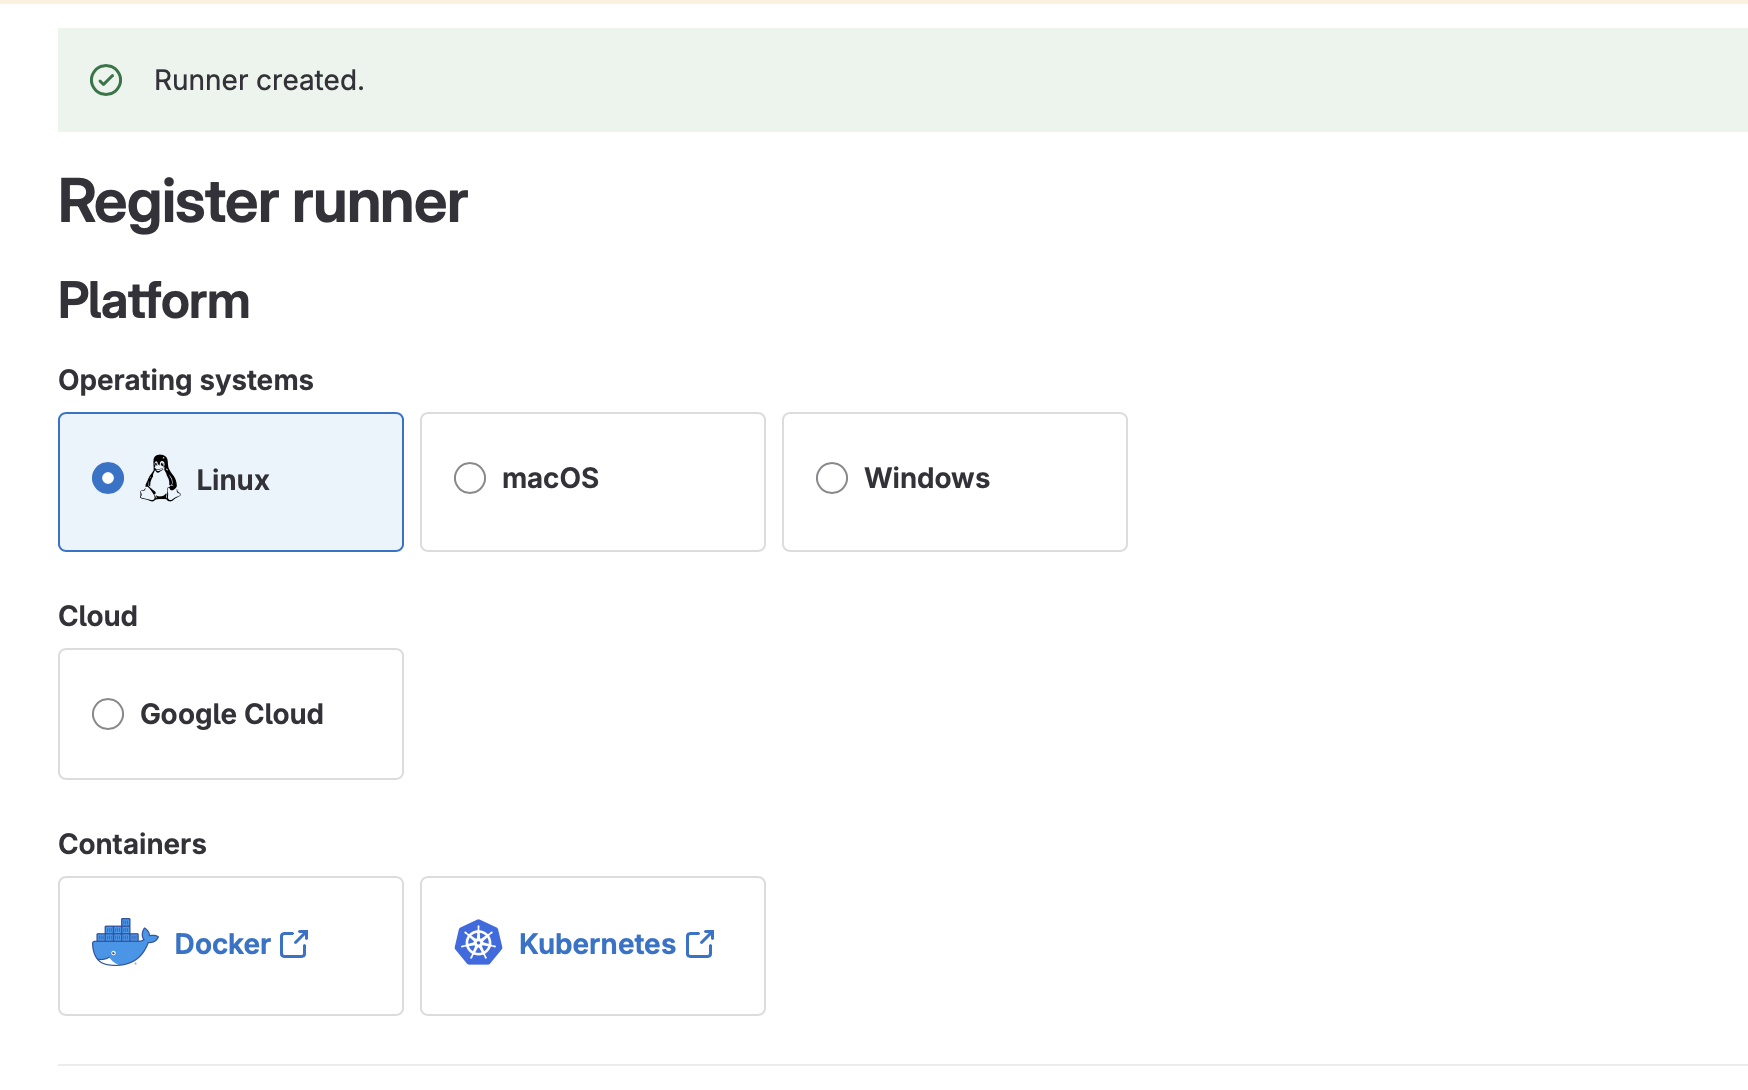 Runner created.
Register runner
Platform
Operating systems
Linux
macOS
Windows
Cloud
Google Cloud
Containers
Docker
Kubernetes